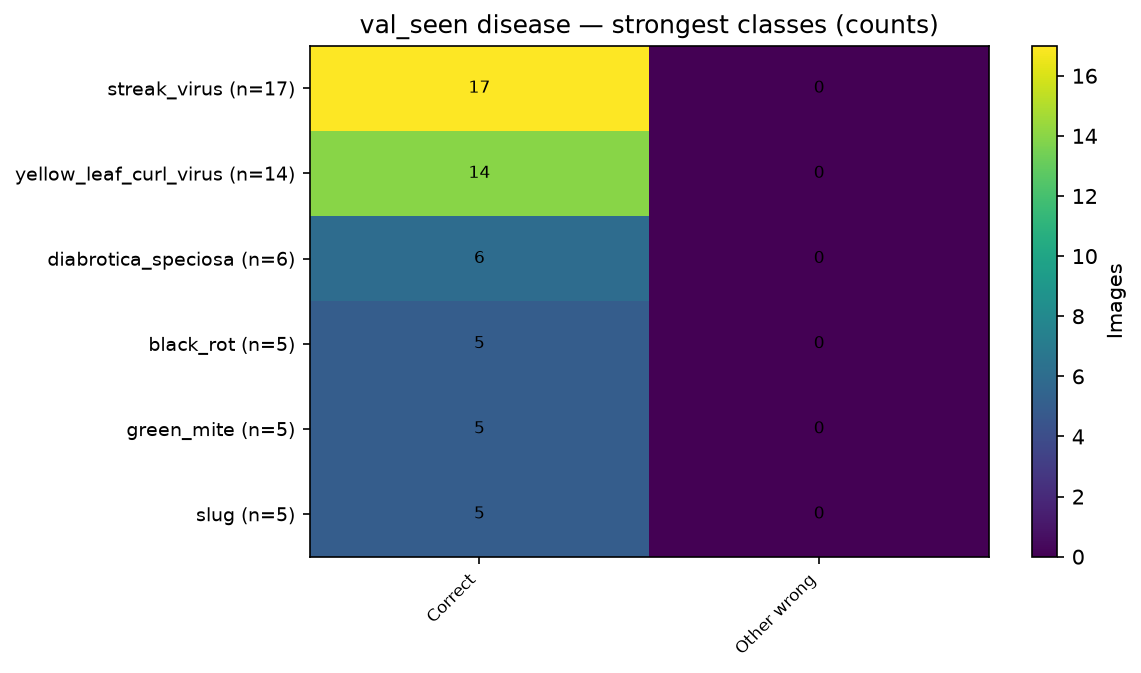 val_seen disease — strongest classes (counts)
streak_virus (n=17) 17 0
yellow_leaf_curl_virus (n=14) 14 0
diabrotica_speciosa (n=6) 6 0
black_rot (n=5) 5 0
green_mite (n=5) 5 0
slug (n=5) 5 0
Correct
Other wrong
16
14
12
10
8
6
4
2
0
Images